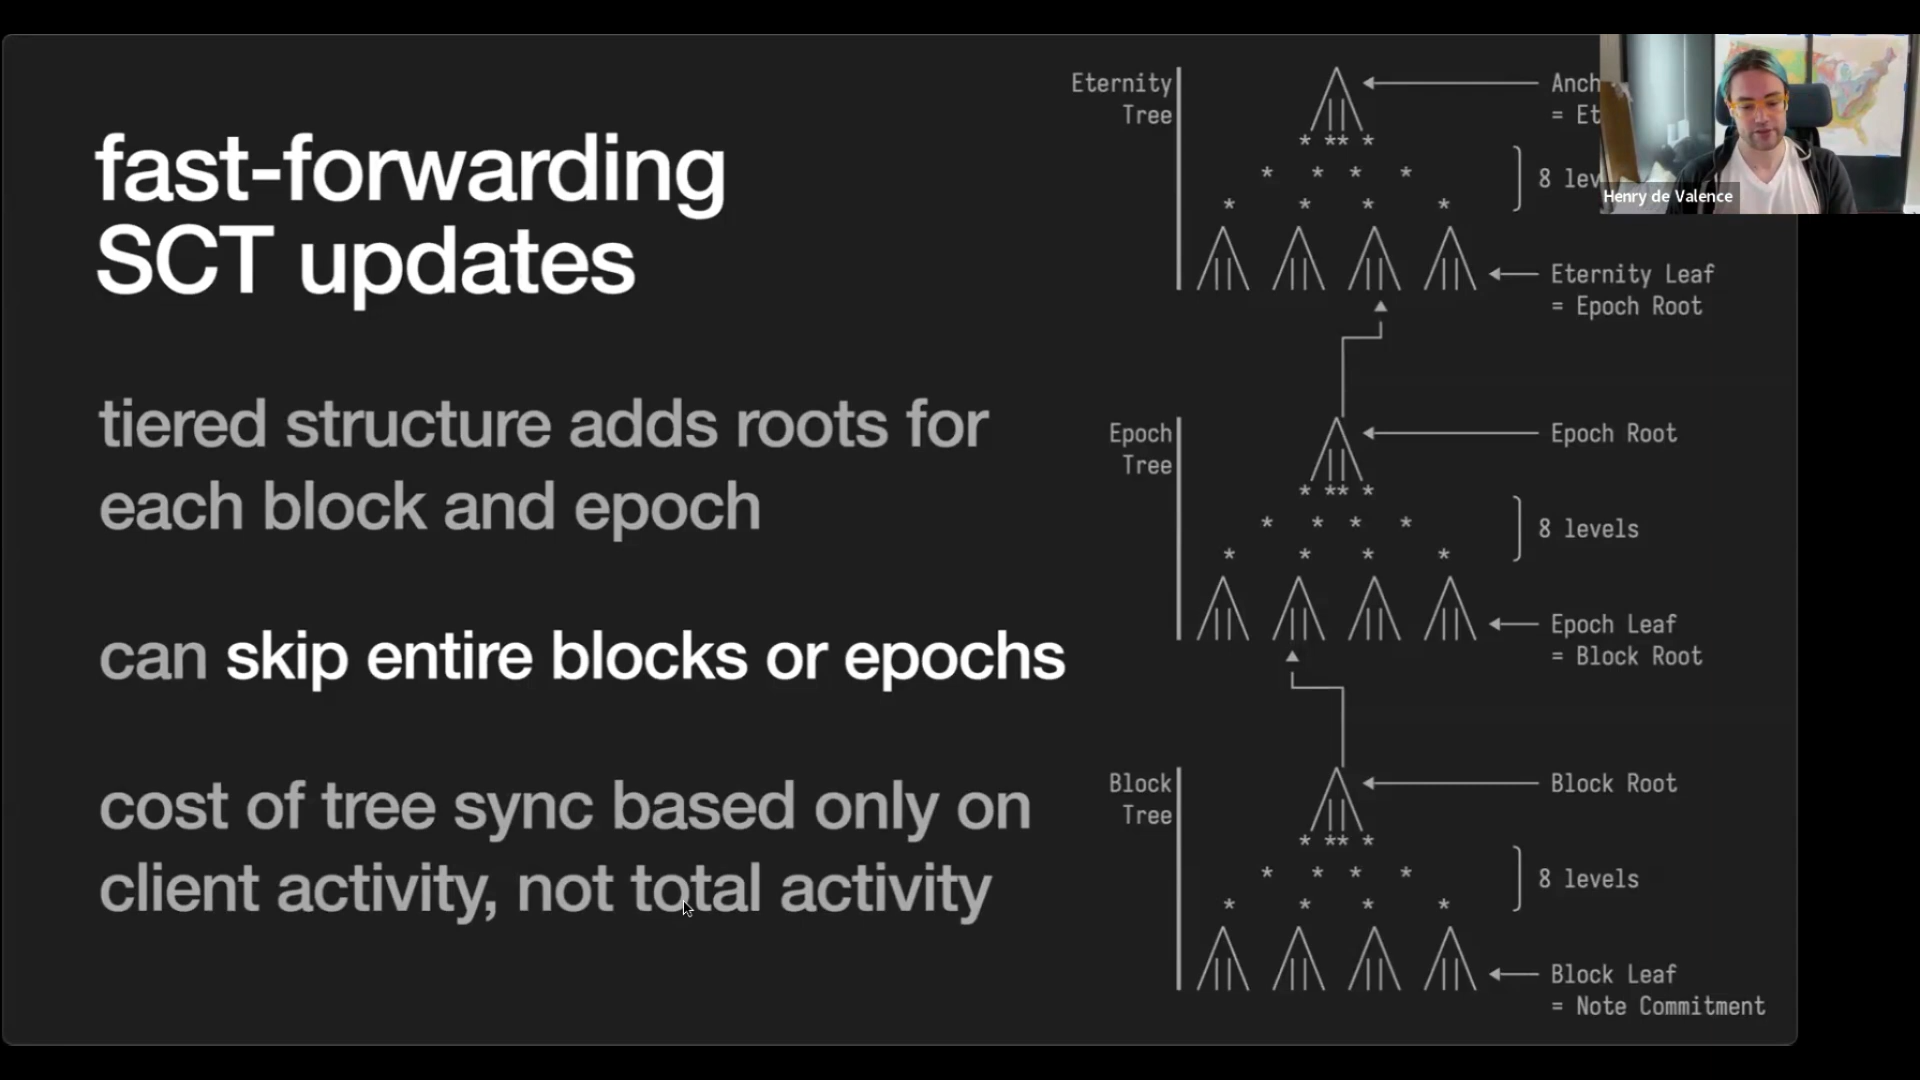 fast-forwarding
SCT updates
tiered structure adds roots for
each block and epoch
can skip entire blocks or epochs
cost of tree sync based only on
client activity, not total activity
Eternity
Tree
Anch
= Et
8 lev
Eternity Leaf
= Epoch Root
Epoch
Tree
Epoch Root
8 levels
Epoch Leaf
= Block Root
Block
Tree
Block Root
8 levels
Block Leaf
= Note Commitment
Henry de Valence